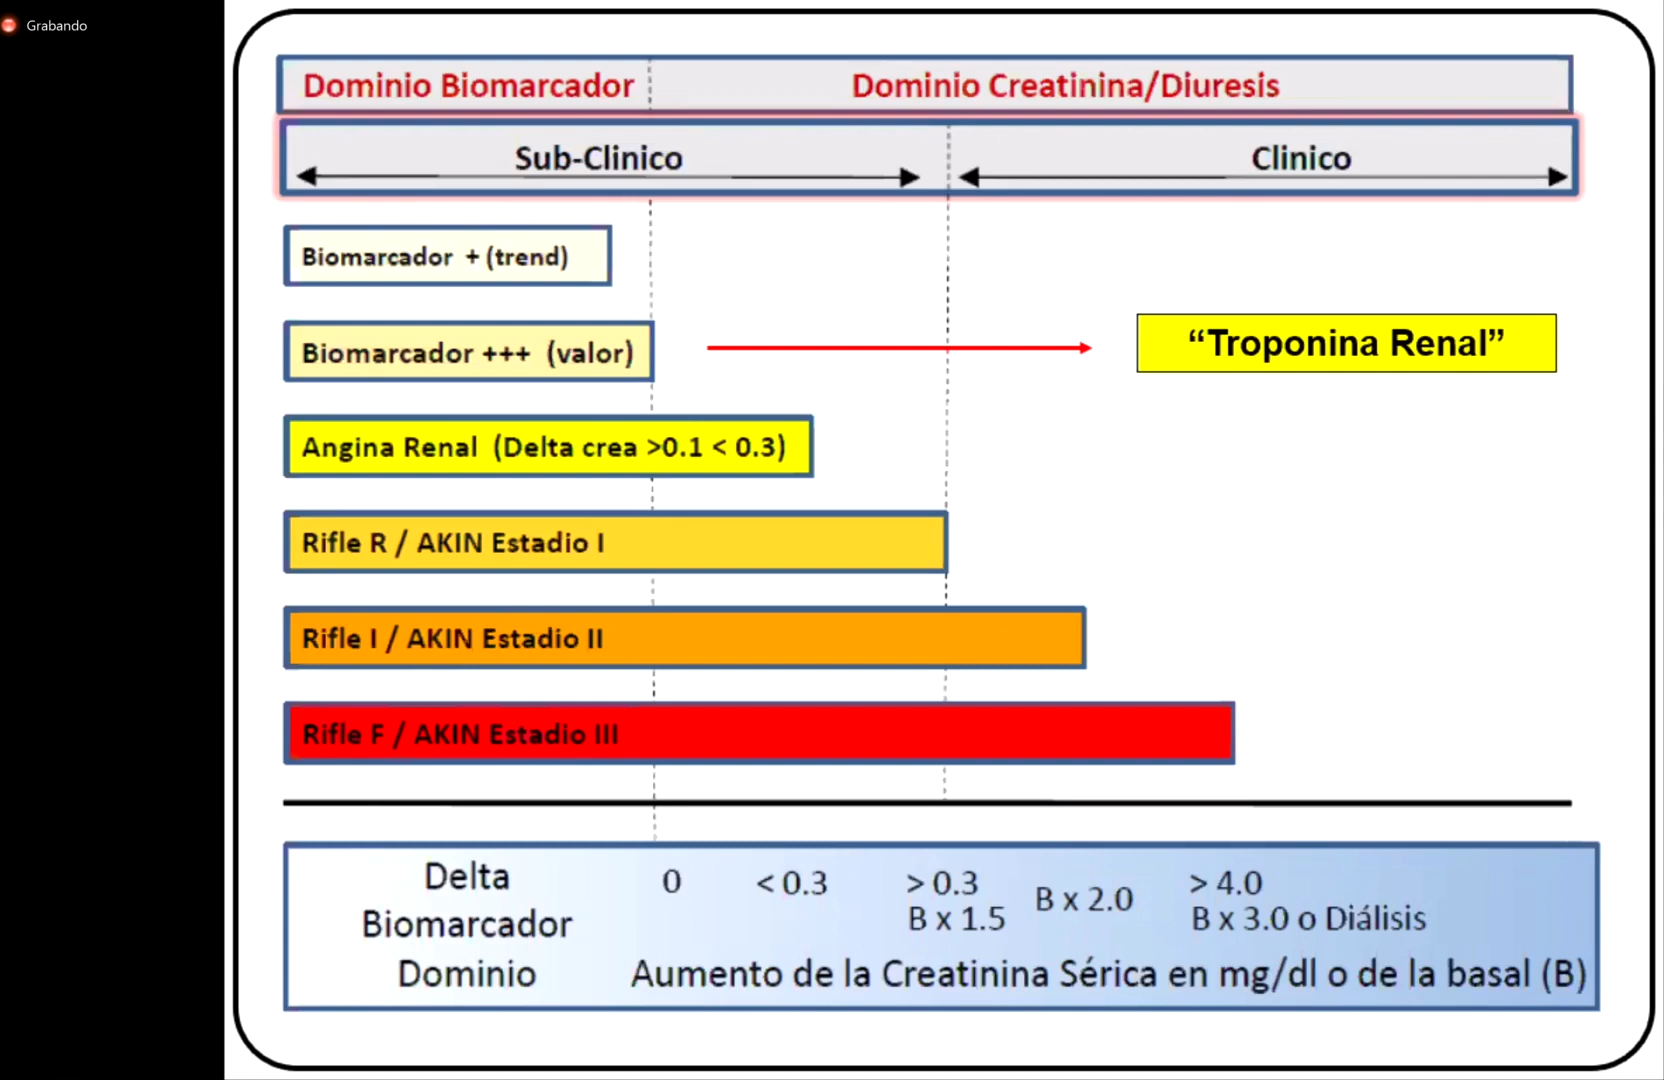 Grabando
Dominio Biomarcador
Dominio Creatinina/Diuresis
Sub-Clinico
Clinico
Biomarcador + (trend)
Biomarcador +++ (valor)
“Troponina Renal”
Angina Renal (Delta crea >0.1 < 0.3)
Rifle R / AKIN Estadio I
Rifle I / AKIN Estadio II
Rifle F / AKIN Estadio III
Delta
Biomarcador
Dominio
0
< 0.3
> 0.3
B x 1.5
B x 2.0
> 4.0
B x 3.0 o Diálisis
Aumento de la Creatinina Sérica en mg/dl o de la basal (B)